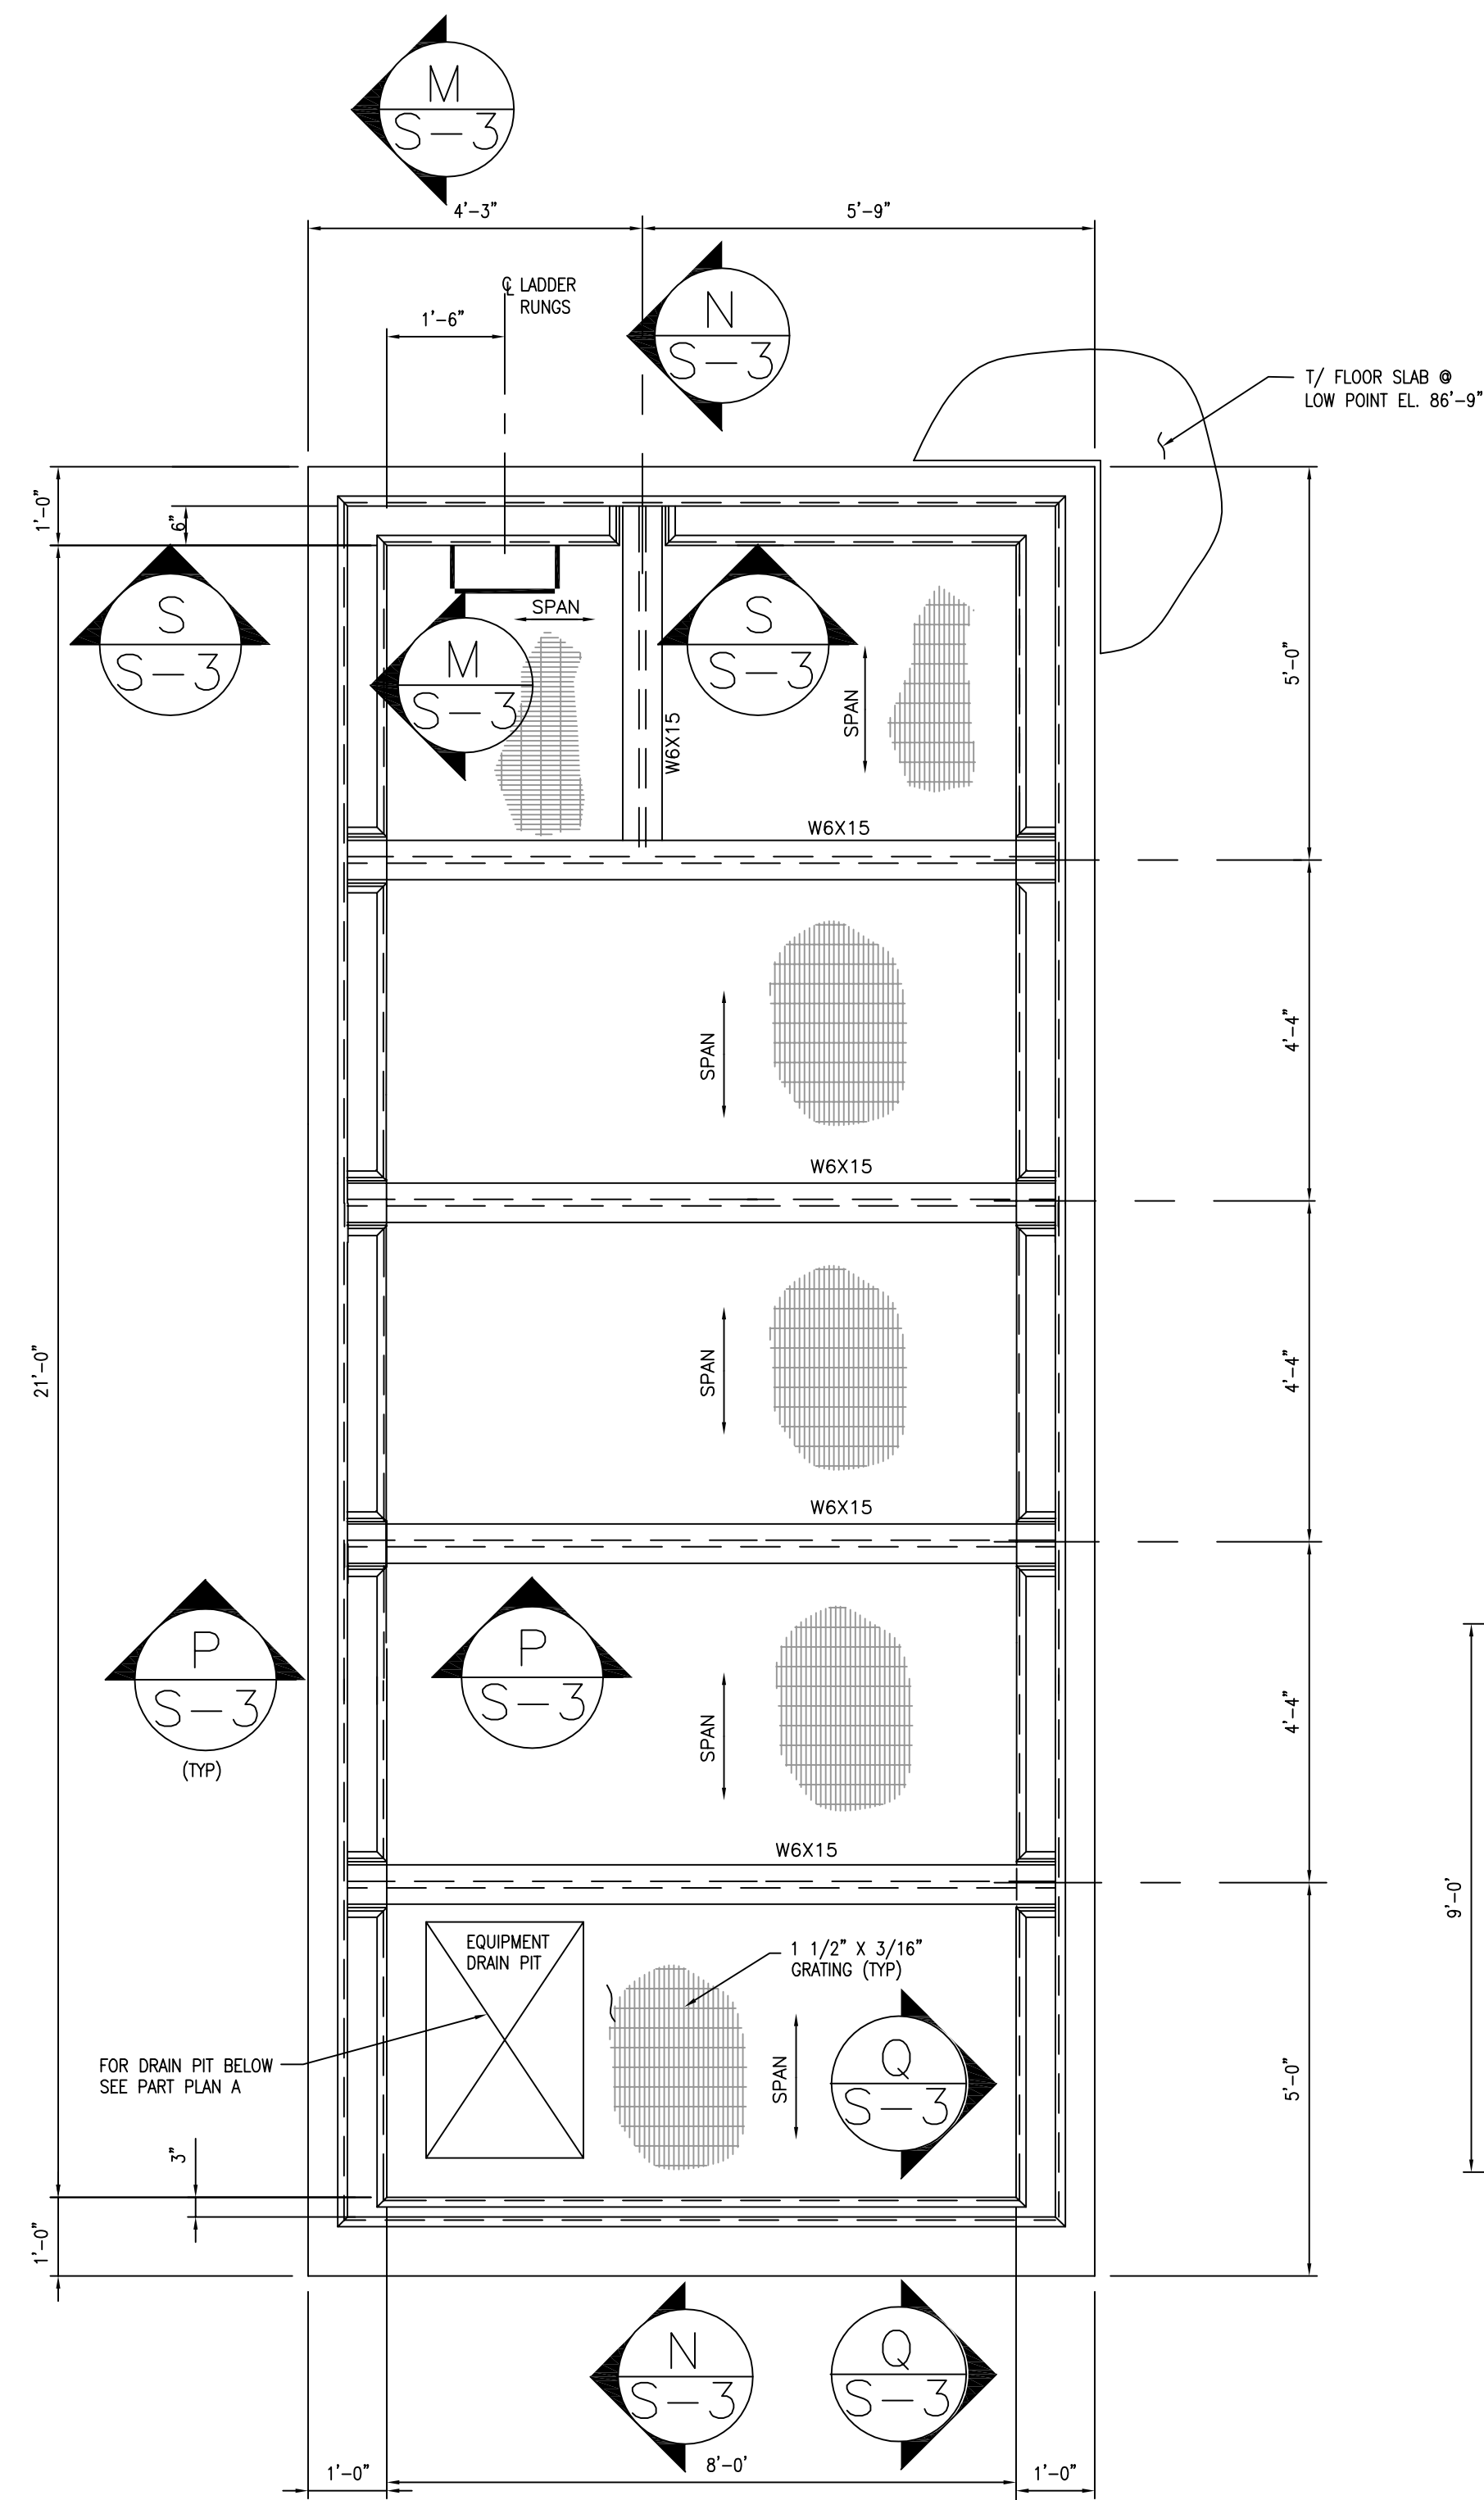 M
S-3
4'-3"
5'-9"
℄ LADDER
RUNGS
1'-6"
N
S-3
T/ FLOOR SLAB @
LOW POINT EL. 86'-9"
1'-0"
6"
S
S-3
M
S-3
SPAN
W6X15
S
S-3
SPAN
5'-0"
W6X15
SPAN
4'-4"
W6X15
21'-0"
SPAN
4'-4"
W6X15
P
S-3
(TYP)
P
S-3
SPAN
4'-4"
W6X15
9'-0'
EQUIPMENT
DRAIN PIT
1 1/2" X 3/16"
GRATING (TYP)
FOR DRAIN PIT BELOW
SEE PART PLAN A
SPAN
Q
S-3
5'-0"
3"
1'-0"
N
S-3
Q
S-3
1'-0"
8'-0'
1'-0"